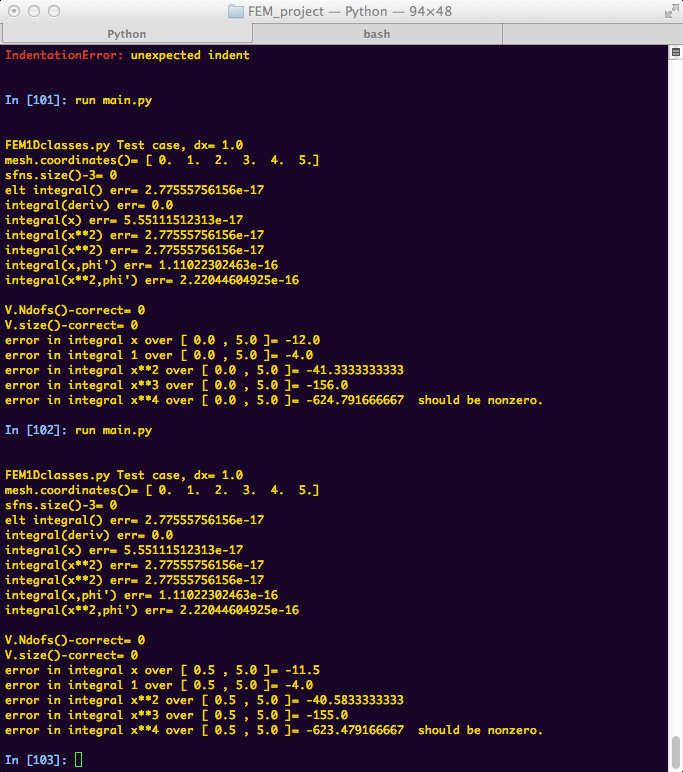 FEM_project — Python — 94×48
Python
bash
IndentationError: unexpected indent
In [101]: run main.py
FEM1Dclasses.py Test case, dx= 1.0
mesh.coordinates()= [ 0.  1.  2.  3.  4.  5.]
sfns.size()-3= 0
elt integral() err= 2.77555756156e-17
integral(deriv) err= 0.0
integral(x) err= 5.55111512313e-17
integral(x**2) err= 2.77555756156e-17
integral(x**2) err= 2.77555756156e-17
integral(x,phi') err= 1.11022302463e-16
integral(x**2,phi') err= 2.22044604925e-16
V.Ndofs()-correct= 0
V.size()-correct= 0
error in integral x over [ 0.0 , 5.0 ]= -12.0
error in integral 1 over [ 0.0 , 5.0 ]= -4.0
error in integral x**2 over [ 0.0 , 5.0 ]= -41.3333333333
error in integral x**3 over [ 0.0 , 5.0 ]= -156.0
error in integral x**4 over [ 0.0 , 5.0 ]= -624.791666667  should be nonzero.
In [102]: run main.py
FEM1Dclasses.py Test case, dx= 1.0
mesh.coordinates()= [ 0.  1.  2.  3.  4.  5.]
sfns.size()-3= 0
elt integral() err= 2.77555756156e-17
integral(deriv) err= 0.0
integral(x) err= 5.55111512313e-17
integral(x**2) err= 2.77555756156e-17
integral(x**2) err= 2.77555756156e-17
integral(x,phi') err= 1.11022302463e-16
integral(x**2,phi') err= 2.22044604925e-16
V.Ndofs()-correct= 0
V.size()-correct= 0
error in integral x over [ 0.5 , 5.0 ]= -11.5
error in integral 1 over [ 0.5 , 5.0 ]= -4.0
error in integral x**2 over [ 0.5 , 5.0 ]= -40.5833333333
error in integral x**3 over [ 0.5 , 5.0 ]= -155.0
error in integral x**4 over [ 0.5 , 5.0 ]= -623.479166667  should be nonzero.
In [103]: